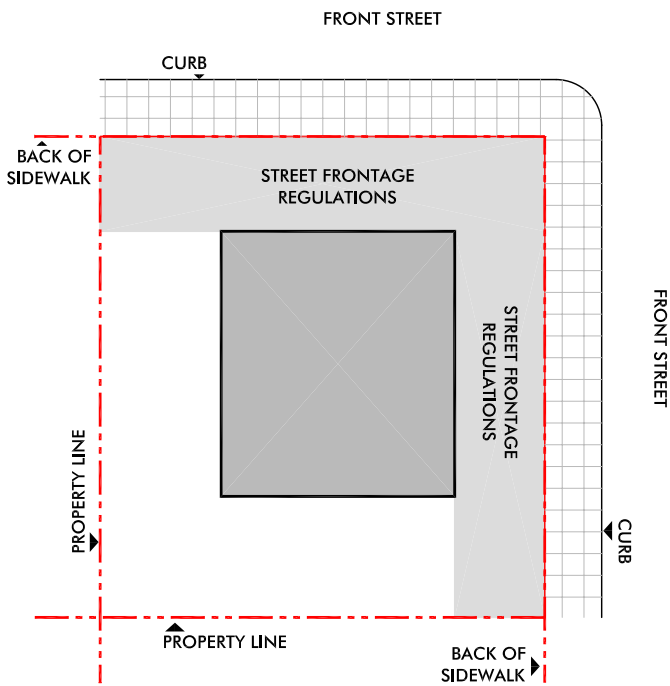 FRONT STREET
CURB
BACK OF
SIDEWALK
STREET FRONTAGE
REGULATIONS
STREET FRONTAGE
REGULATIONS
FRONT STREET
PROPERTY LINE
CURB
PROPERTY LINE
BACK OF
SIDEWALK